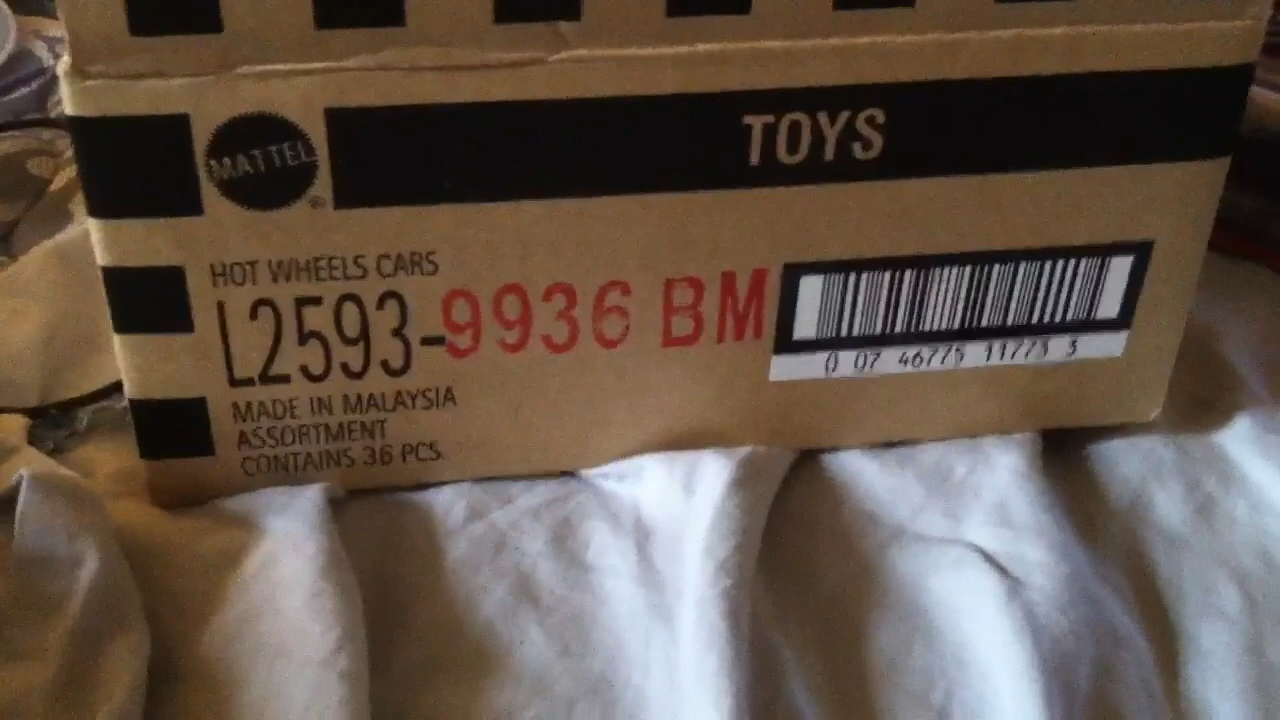 MATTEL®
TOYS
HOT WHEELS CARS
L2593-9936 BM
MADE IN MALAYSIA
ASSORTMENT
CONTAINS 36 PCS.
0 07 46775 11773 3